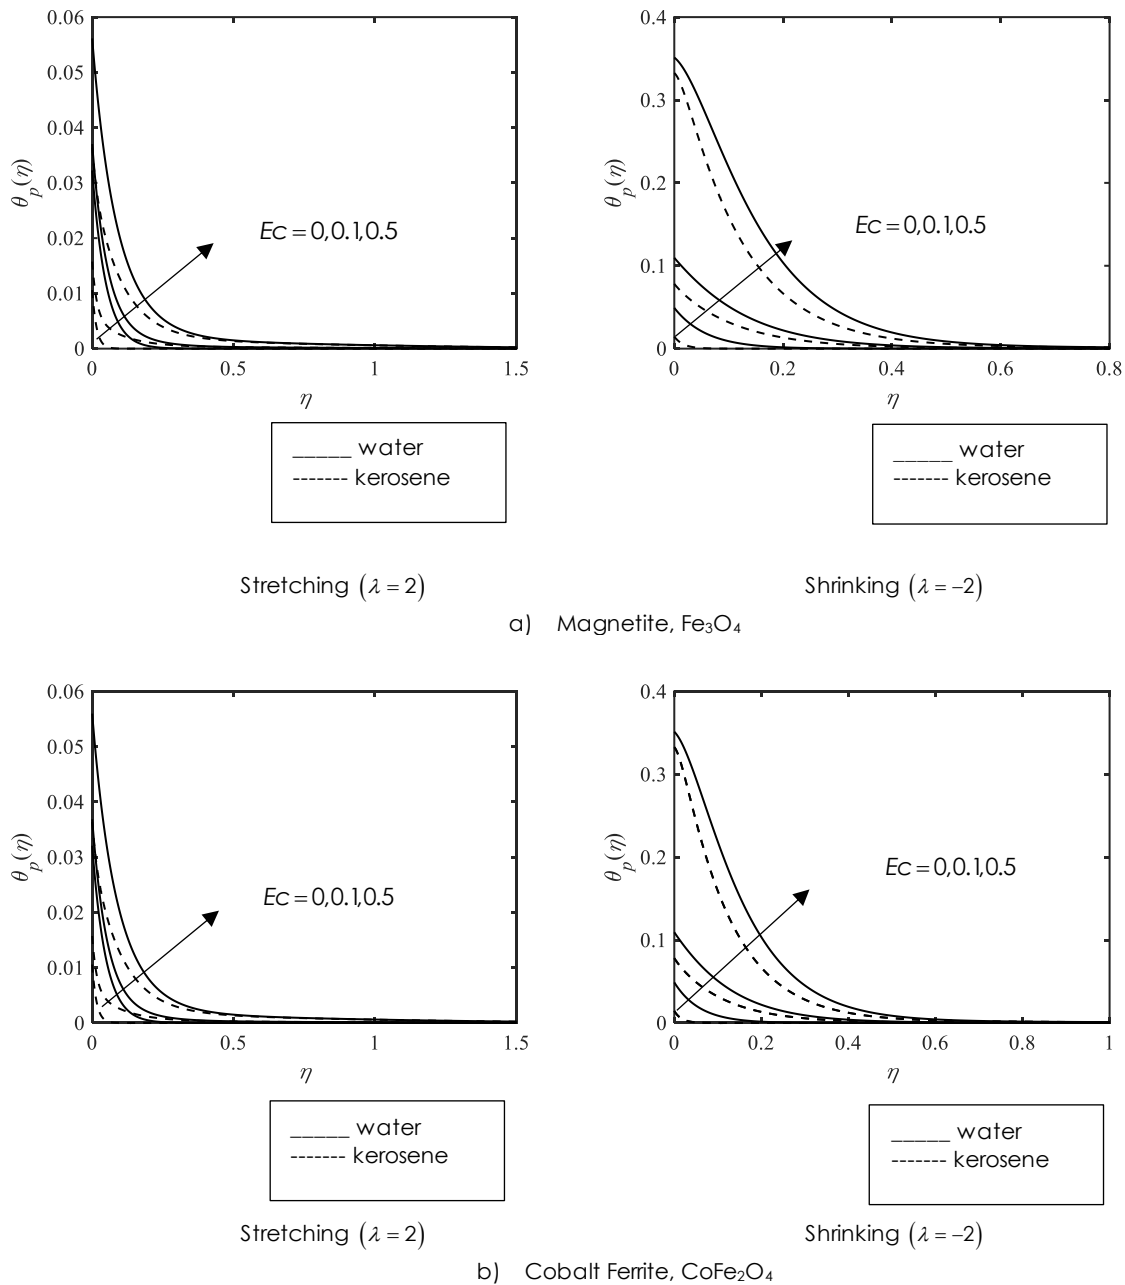 0.06
0.05
0.04
0.03
0.02
0.01
0
0 0.5 1 1.5
θp(η)
η
Ec = 0,0.1,0.5
_____ water
------- kerosene
Stretching (λ = 2)
0.4
0.3
0.2
0.1
0
0 0.2 0.4 0.6 0.8
θp(η)
η
Ec = 0,0.1,0.5
_____ water
------- kerosene
Shrinking (λ = −2)
a) Magnetite, Fe₃O₄
0.06
0.05
0.04
0.03
0.02
0.01
0
0 0.5 1 1.5
θp(η)
η
Ec = 0,0.1,0.5
_____ water
------- kerosene
Stretching (λ = 2)
0.4
0.3
0.2
0.1
0
0 0.2 0.4 0.6 0.8 1
θp(η)
η
Ec = 0,0.1,0.5
_____ water
------- kerosene
Shrinking (λ = −2)
b) Cobalt Ferrite, CoFe₂O₄